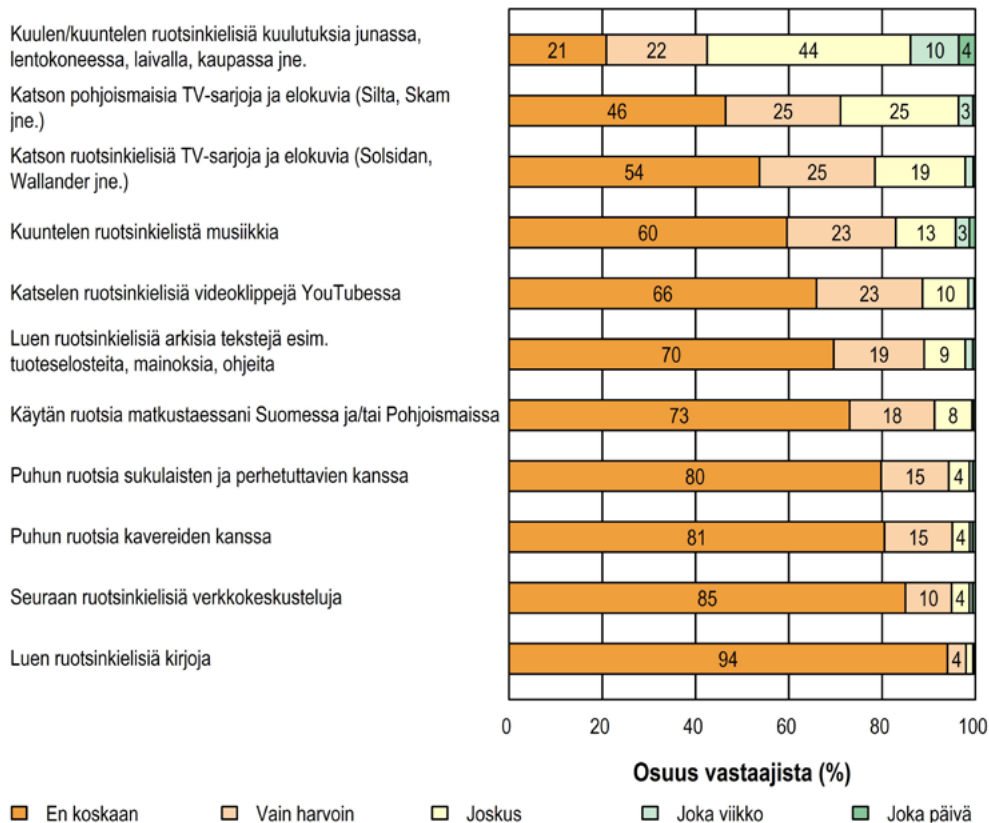 Kuulen/kuuntelen ruotsinkielisiä kuulutuksia junassa,
lentokoneessa, laivalla, kaupassa jne.
21 22 44 10 4
Katson pohjoismaisia TV-sarjoja ja elokuvia (Silta, Skam
jne.)
46 25 25 3
Katson ruotsinkielisiä TV-sarjoja ja elokuvia (Solsidan,
Wallander jne.)
54 25 19
Kuuntelen ruotsinkielistä musiikkia
60 23 13 3
Katselen ruotsinkielisiä videoklippejä YouTubessa
66 23 10
Luen ruotsinkielisiä arkisia tekstejä esim.
tuoteselosteita, mainoksia, ohjeita
70 19 9
Käytän ruotsia matkustaessani Suomessa ja/tai Pohjoismaissa
73 18 8
Puhun ruotsia sukulaisten ja perhetuttavien kanssa
80 15 4
Puhun ruotsia kavereiden kanssa
81 15 4
Seuraan ruotsinkielisiä verkkokeskusteluja
85 10 4
Luen ruotsinkielisiä kirjoja
94 4
0 20 40 60 80 100
Osuus vastaajista (%)
En koskaan Vain harvoin Joskus Joka viikko Joka päivä